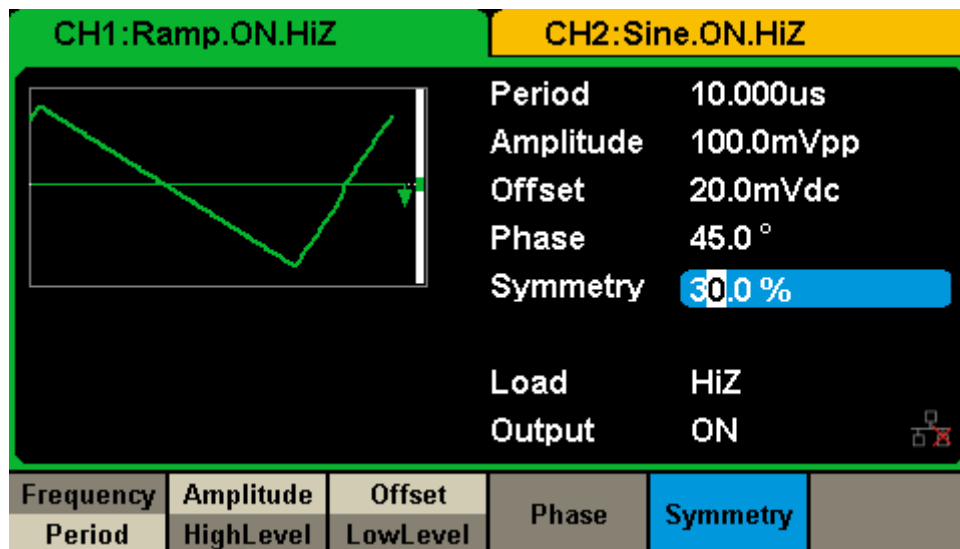 CH1:Ramp.ON.HiZ
CH2:Sine.ON.HiZ
Period 10.000us
Amplitude 100.0mVpp
Offset 20.0mVdc
Phase 45.0 °
Symmetry 30.0 %
Load HiZ
Output ON
Frequency Amplitude Offset Phase Symmetry
Period HighLevel LowLevel